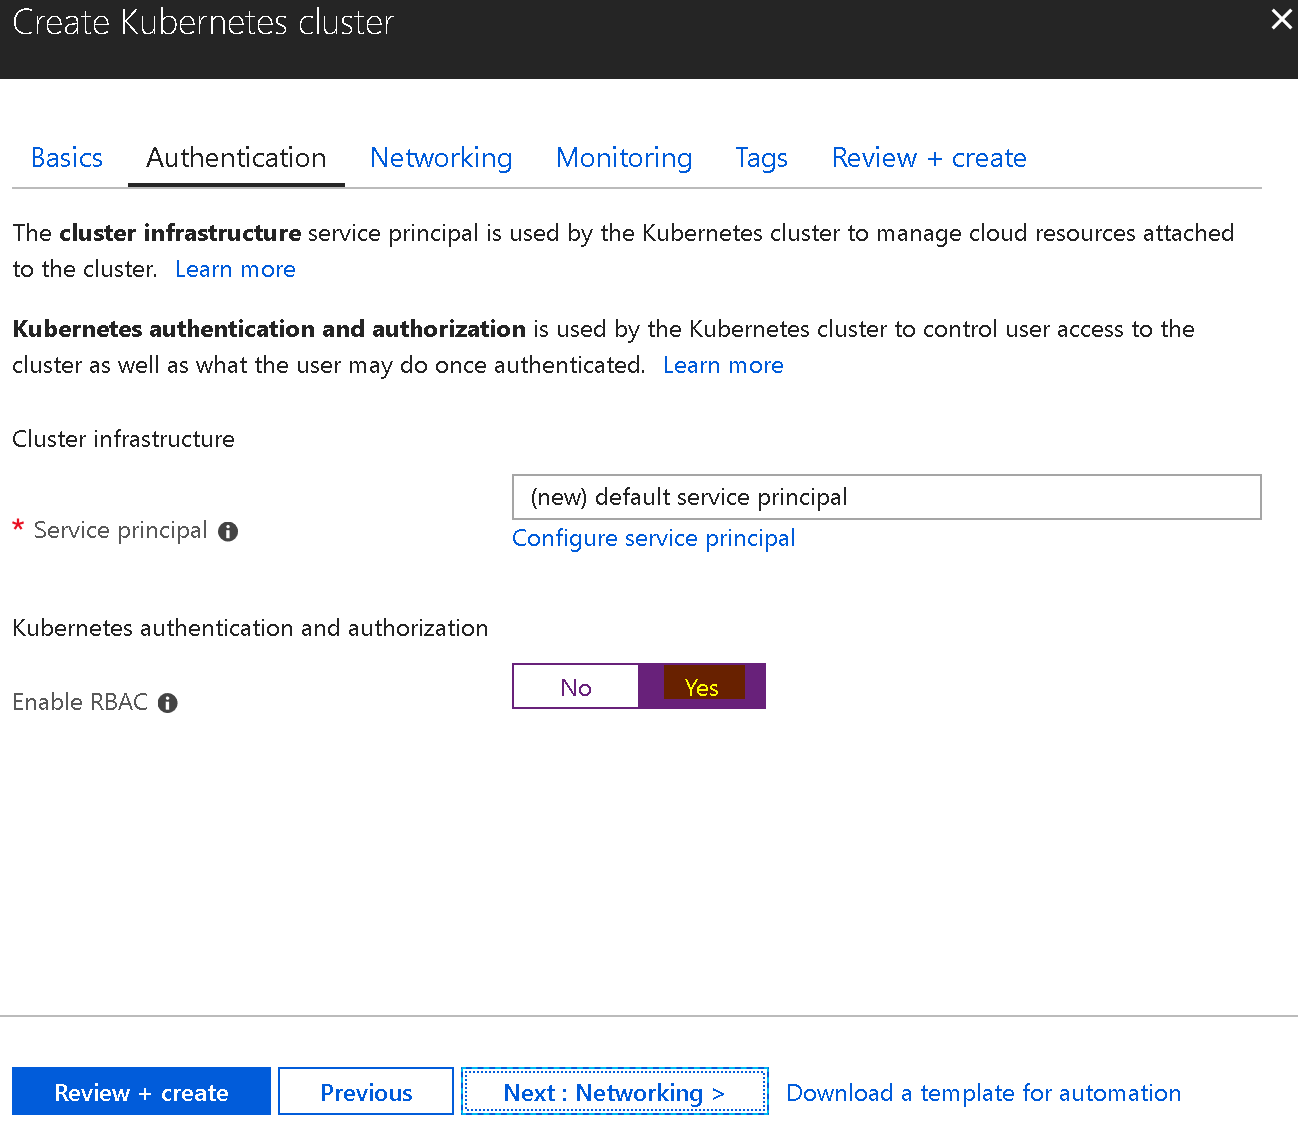 Create Kubernetes cluster
Basics Authentication Networking Monitoring Tags Review + create
The cluster infrastructure service principal is used by the Kubernetes cluster to manage cloud resources attached
to the cluster. Learn more
Kubernetes authentication and authorization is used by the Kubernetes cluster to control user access to the
cluster as well as what the user may do once authenticated. Learn more
Cluster infrastructure
(new) default service principal
* Service principal
Configure service principal
Kubernetes authentication and authorization
Enable RBAC No Yes
Review + create Previous Next : Networking > Download a template for automation